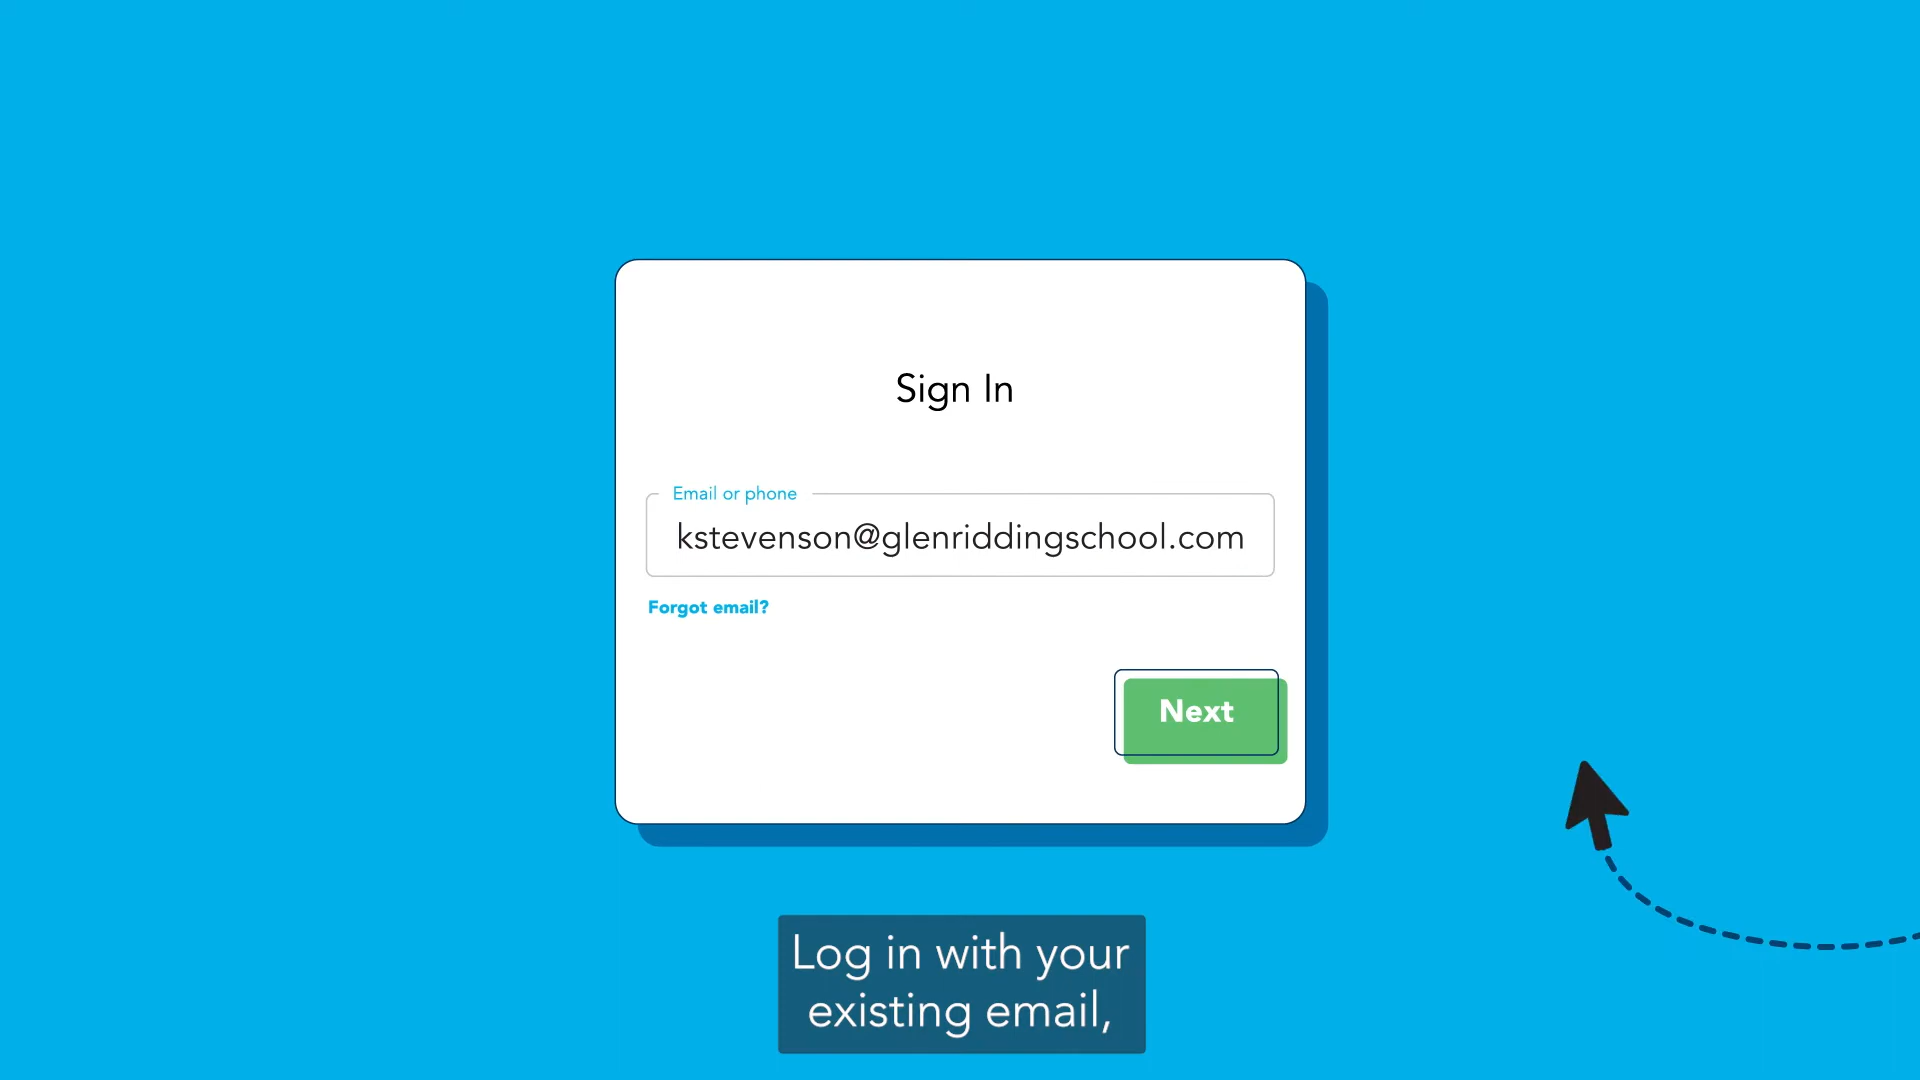 Sign In
Email or phone
kstevenson@glenriddingschool.com
Forgot email?
Next
Log in with your
existing email,